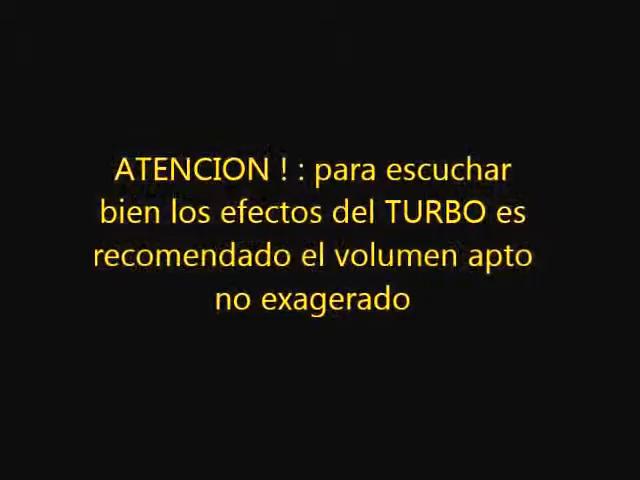 ATENCION ! : para escuchar
bien los efectos del TURBO es
recomendado el volumen apto
no exagerado